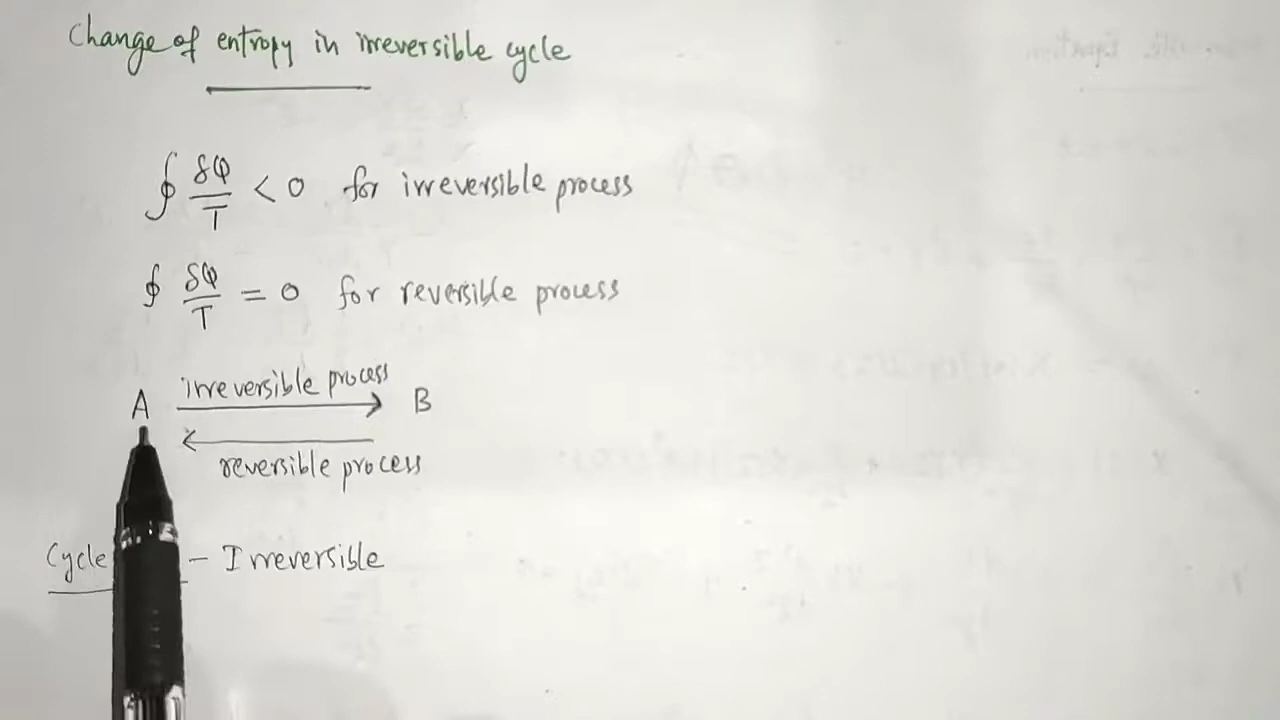 Change of entropy in irreversible cycle
∮ δQ/T < 0 for irreversible process
∮ δQ/T = 0 for reversible process
A irreversible process B
reversible process
Cycle - Irreversible